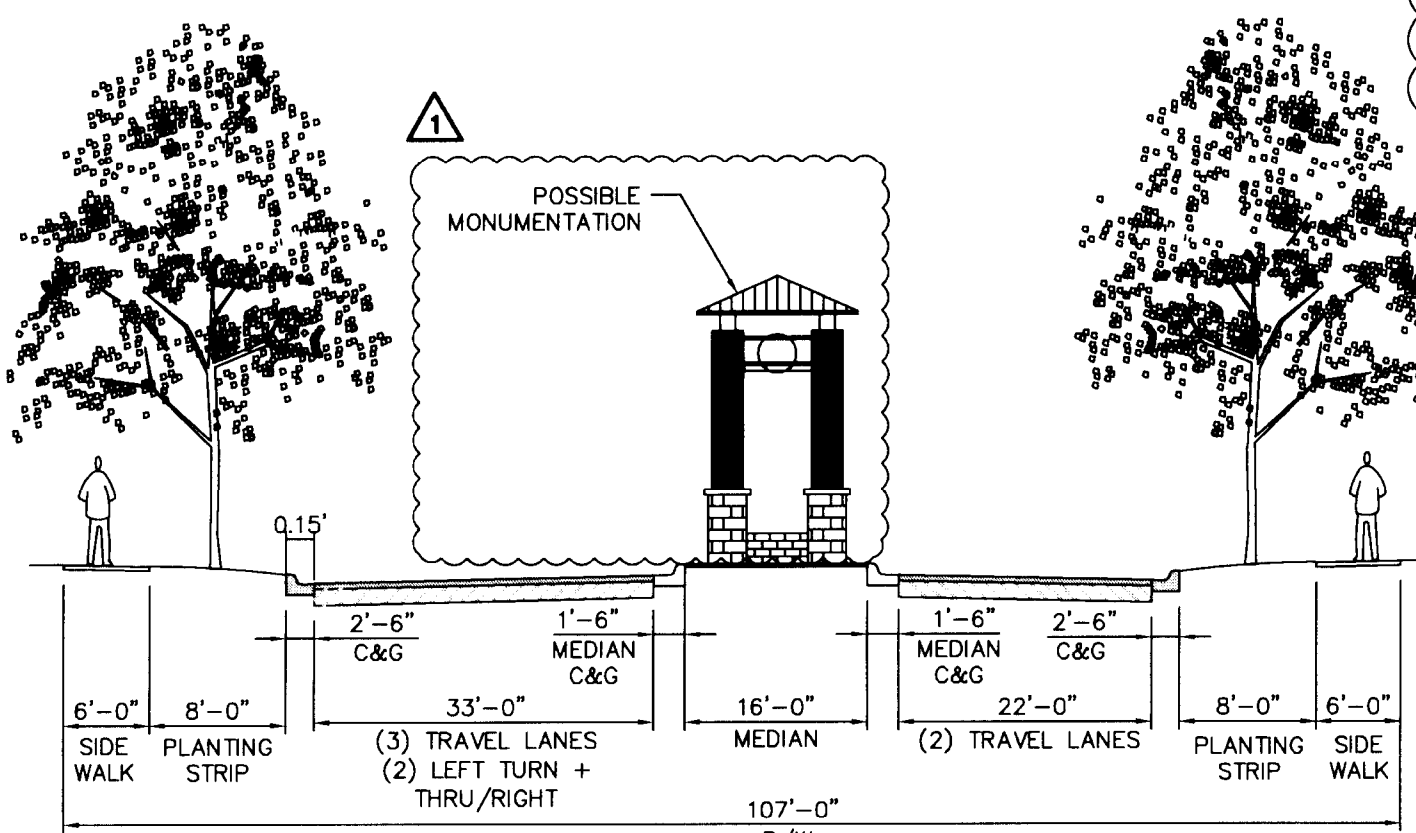 1
POSSIBLE
MONUMENTATION
0.15'
2'-6"
C&G
1'-6"
MEDIAN
C&G
1'-6"
MEDIAN
C&G
2'-6"
C&G
6'-0"
SIDE
WALK
8'-0"
PLANTING
STRIP
33'-0"
(3) TRAVEL LANES
(2) LEFT TURN +
THRU/RIGHT
16'-0"
MEDIAN
22'-0"
(2) TRAVEL LANES
8'-0"
PLANTING
STRIP
6'-0"
SIDE
WALK
107'-0"